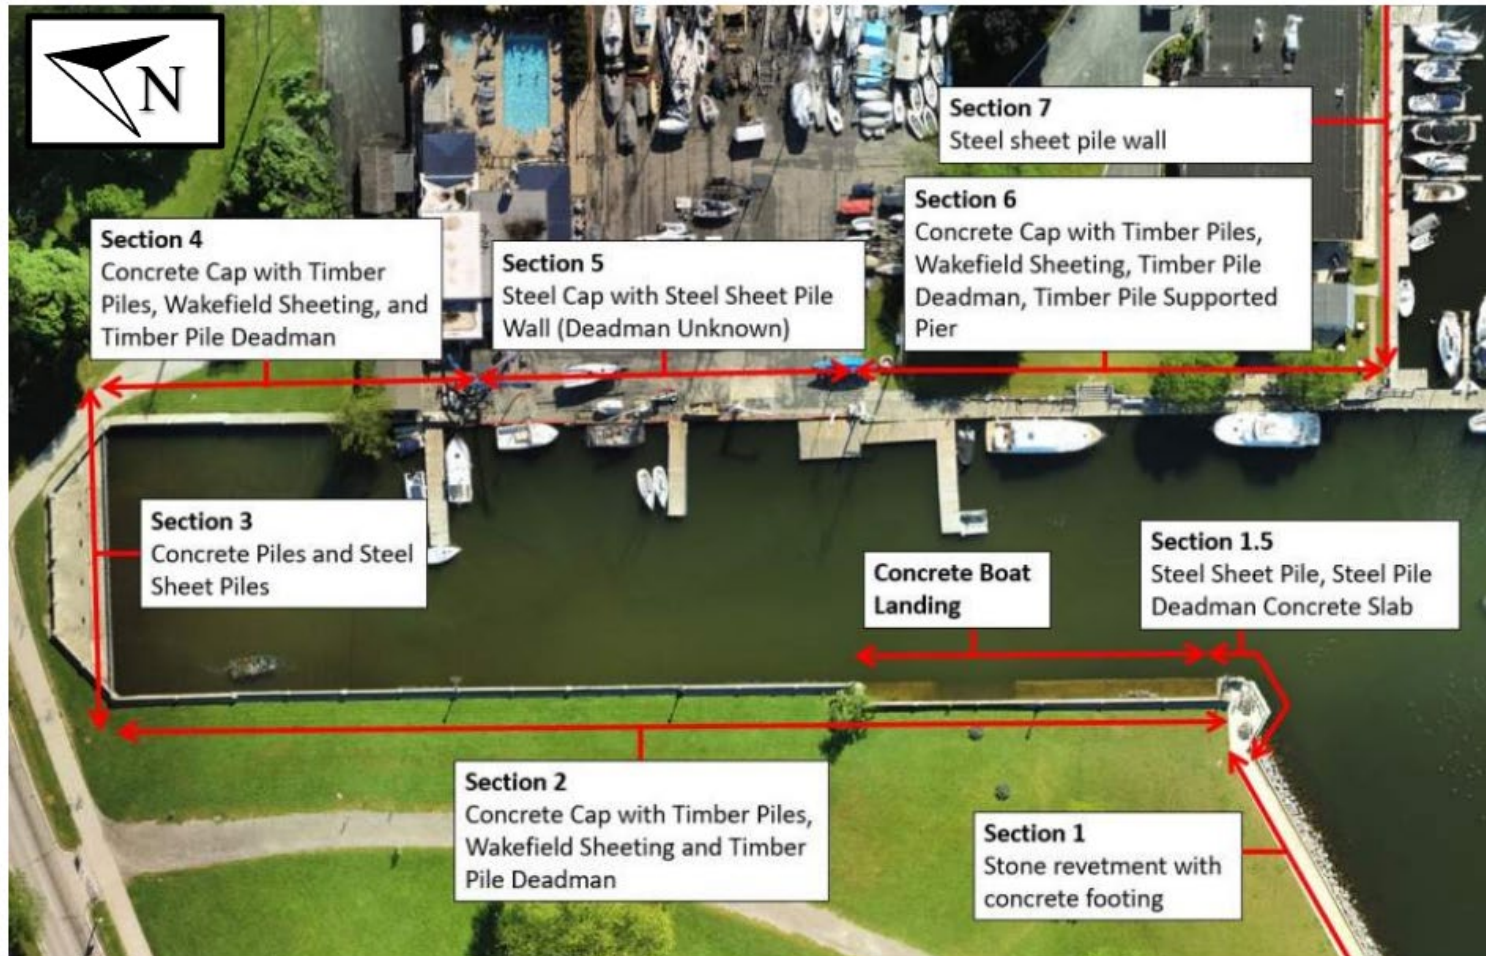 N
Section 7
Steel sheet pile wall
Section 6
Concrete Cap with Timber Piles,
Wakefield Sheeting, Timber Pile
Deadman, Timber Pile Supported
Pier
Section 4
Concrete Cap with Timber
Piles, Wakefield Sheeting, and
Timber Pile Deadman
Section 5
Steel Cap with Steel Sheet Pile
Wall (Deadman Unknown)
Section 3
Concrete Piles and Steel
Sheet Piles
Concrete Boat
Landing
Section 1.5
Steel Sheet Pile, Steel Pile
Deadman Concrete Slab
Section 2
Concrete Cap with Timber Piles,
Wakefield Sheeting and Timber
Pile Deadman
Section 1
Stone revetment with
concrete footing